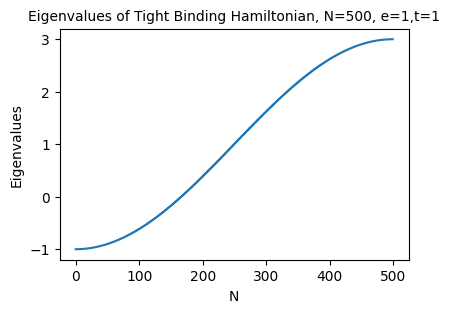 Eigenvalues of Tight Binding Hamiltonian, N=500, e=1,t=1
3
2
1
0
−1
Eigenvalues
0 100 200 300 400 500
N